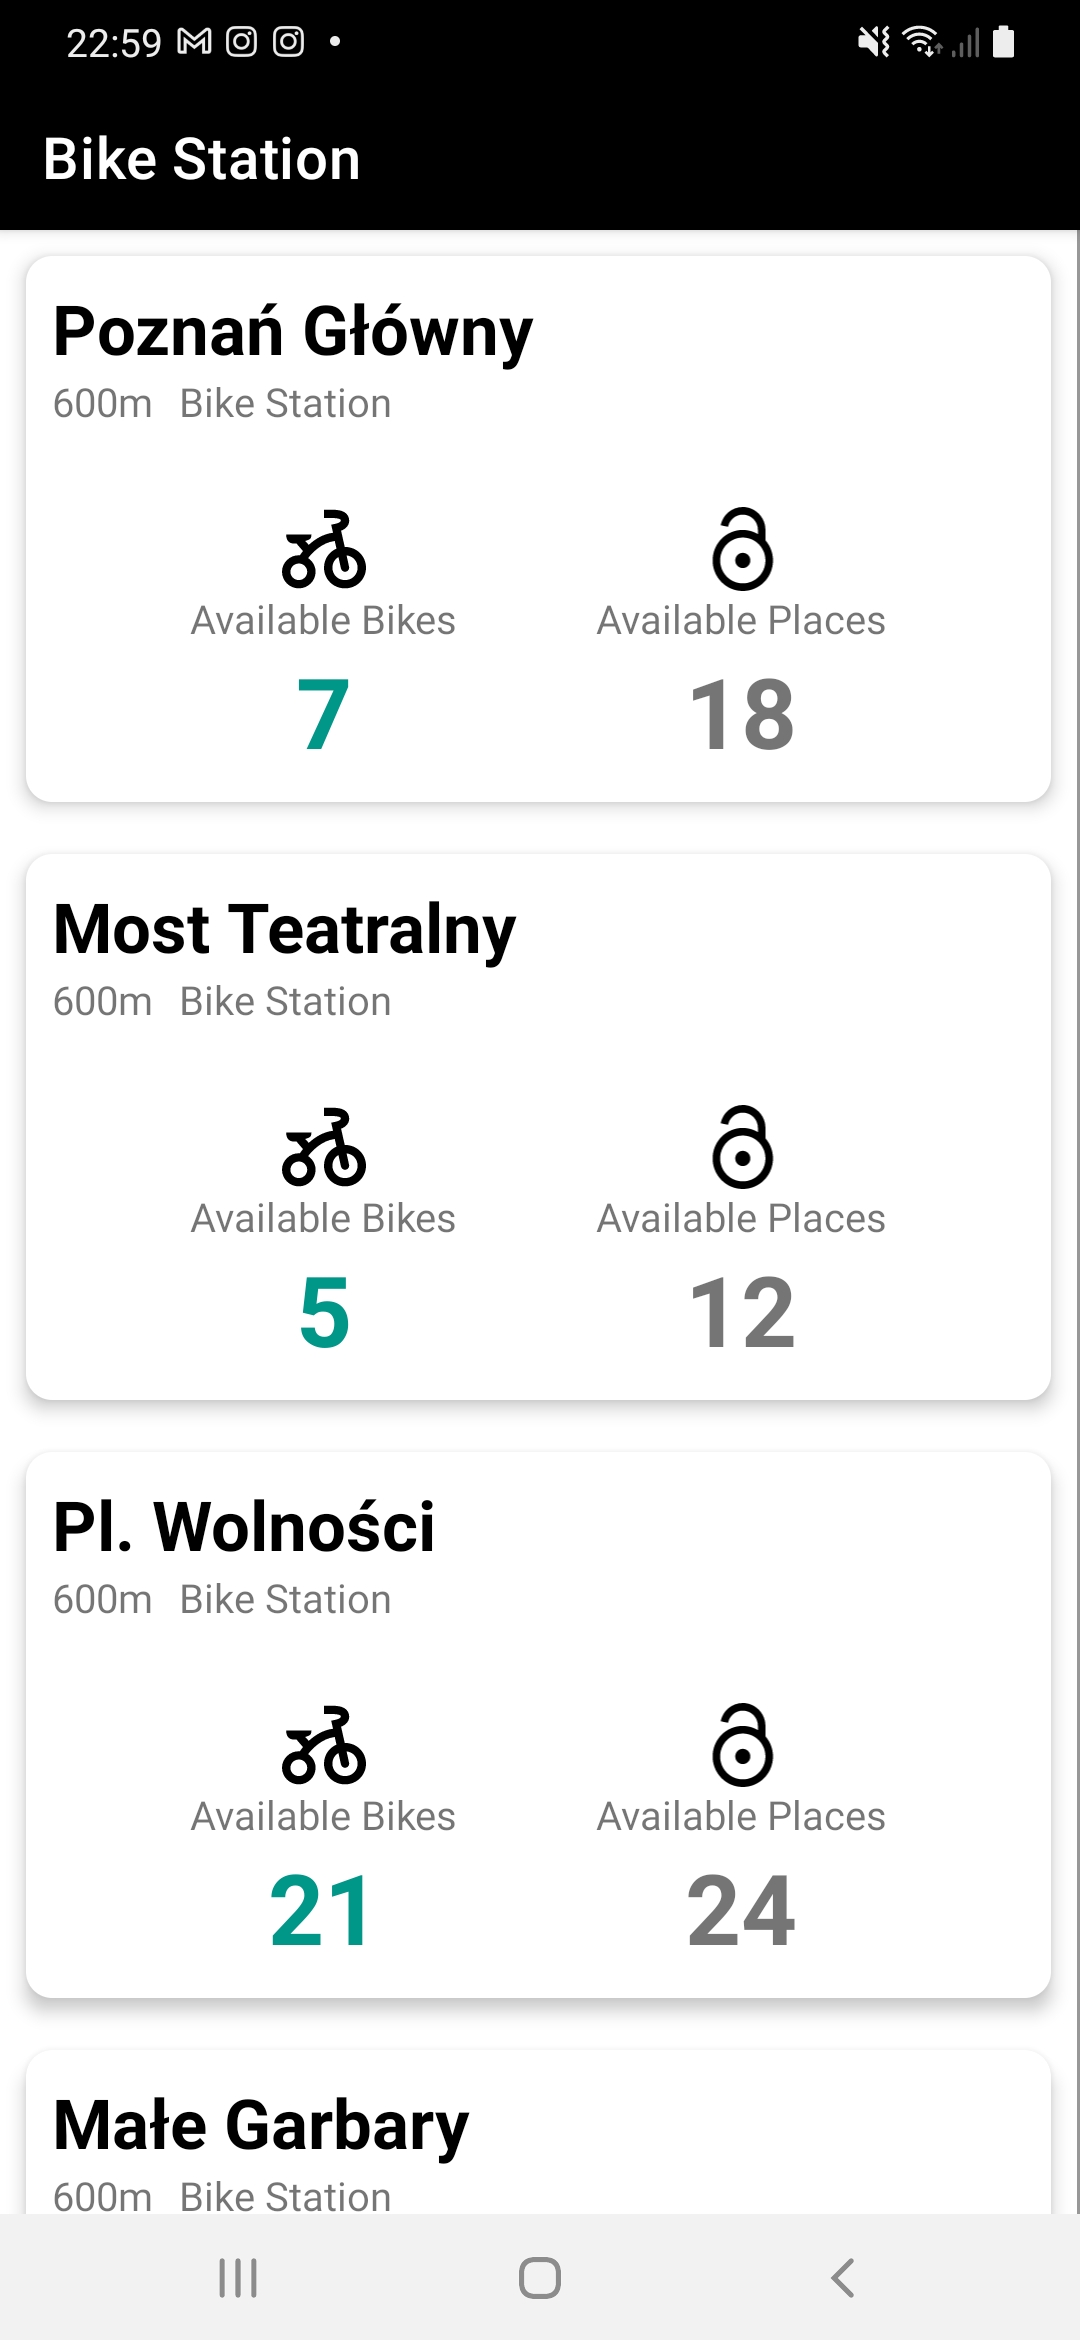 22:59
Bike Station
Poznań Główny
600m Bike Station
Available Bikes Available Places
7 18
Most Teatralny
600m Bike Station
Available Bikes Available Places
5 12
Pl. Wolności
600m Bike Station
Available Bikes Available Places
21 24
Małe Garbary
600m Bike Station